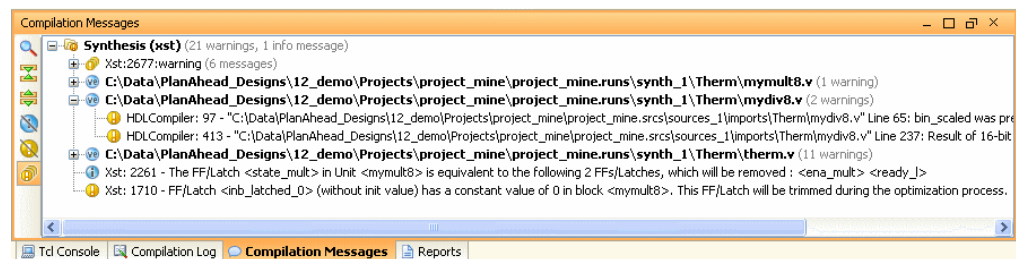 Compilation Messages
Synthesis (xst) (21 warnings, 1 info message)
Xst:2677:warning (6 messages)
C:\Data\PlanAhead_Designs\12_demo\Projects\project_mine\project_mine.runs\synth_1\Therm\mymult8.v (1 warning)
C:\Data\PlanAhead_Designs\12_demo\Projects\project_mine\project_mine.runs\synth_1\Therm\mydiv8.v (2 warnings)
HDLCompiler: 97 - "C:\Data\PlanAhead_Designs\12_demo\Projects\project_mine\project_mine.srcs\sources_1\imports\Therm\mydiv8.v" Line 65: bin_scaled was pre
HDLCompiler: 413 - "C:\Data\PlanAhead_Designs\12_demo\Projects\project_mine\project_mine.srcs\sources_1\imports\Therm\mydiv8.v" Line 237: Result of 16-bit
C:\Data\PlanAhead_Designs\12_demo\Projects\project_mine\project_mine.runs\synth_1\Therm\therm.v (11 warnings)
Xst: 2261 - The FF/Latch <state_mult> in Unit <mymult8> is equivalent to the following 2 FFs/Latches, which will be removed : <ena_mult> <ready_l>
Xst: 1710 - FF/Latch <inb_latched_0> (without init value) has a constant value of 0 in block <mymult8>. This FF/Latch will be trimmed during the optimization process.
Tcl Console Compilation Log Compilation Messages Reports